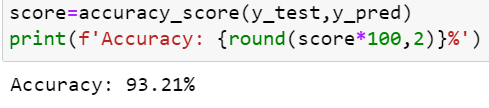 score=accuracy_score(y_test,y_pred)
print(f'Accuracy: {round(score*100,2)}%')
Accuracy: 93.21%